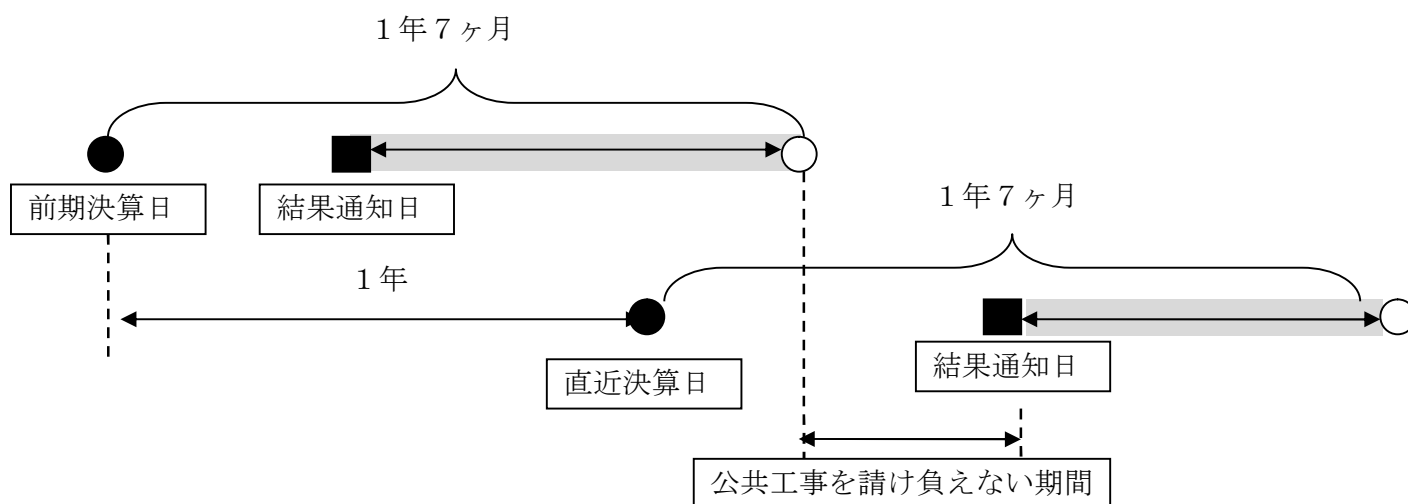 １年７ヶ月
前期決算日
結果通知日
１年７ヶ月
１年
直近決算日
結果通知日
公共工事を請け負えない期間